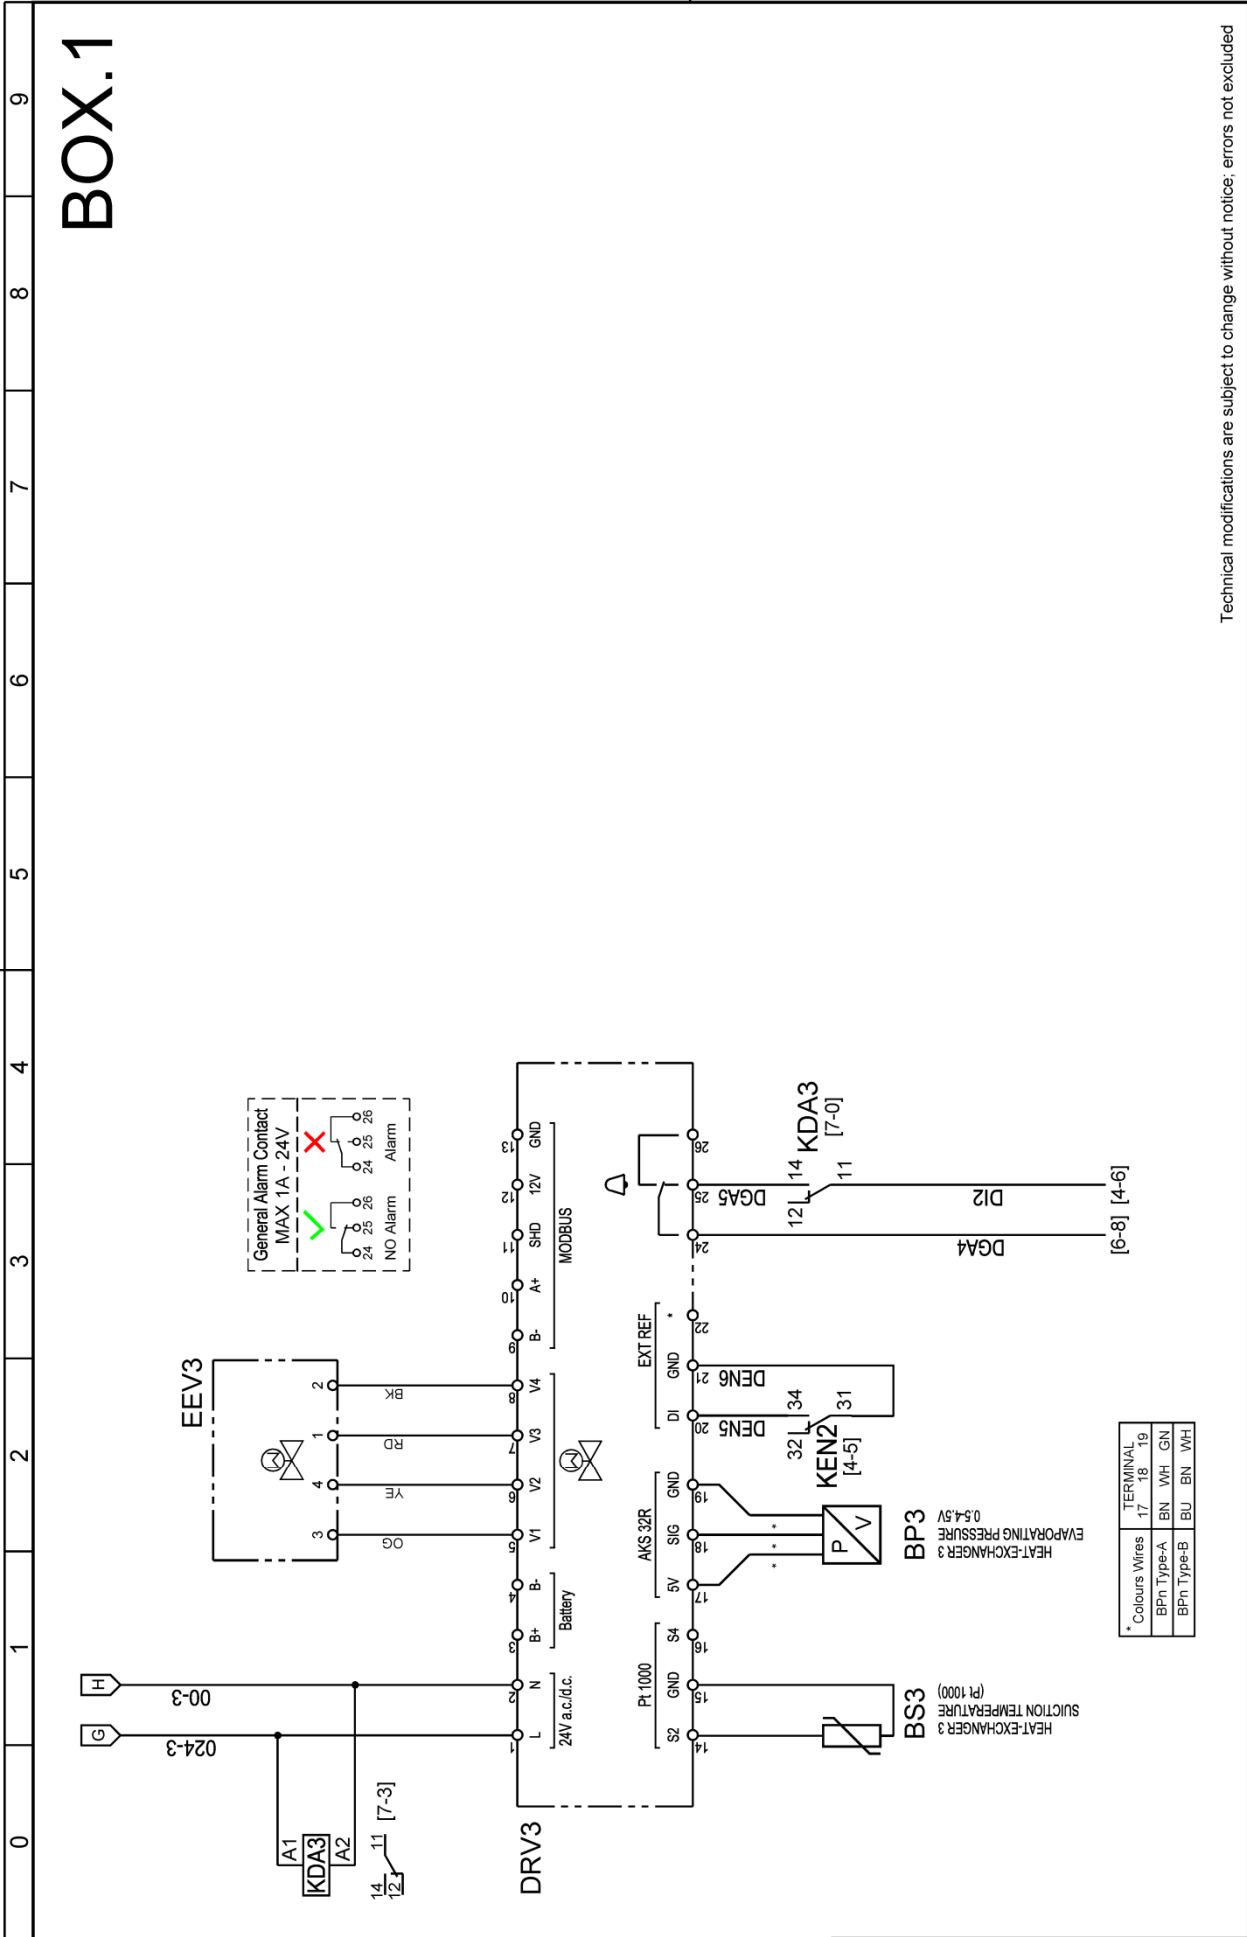 0 1 2 3 4 5 6 7 8 9
BOX.1
G
H
024-3
00-3
A1
KDA3
A2
14
12
11
[7-3]
EEV3
3 4 1 2
OG YE RD BK
General Alarm Contact
MAX 1A - 24V
24 25 26
NO Alarm
24 25 26
Alarm
DRV3
1 2 3 4 5 6 7 8 9 10 11 12 13
L N B+ B- V1 V2 V3 V4 B- A+ SHD 12V GND
24V a.c./d.c.
Battery
MODBUS
Pt 1000
AKS 32R
EXT REF
S2 GND S4 5V SIG GND DI GND *
14 15 16 17 18 19 20 21 22 24 25 26
* * *
DEN5
DEN6
DGA4
DGA5
32 34
31
KEN2
[4-5]
12 14
11
KDA3
[7-0]
DI2
[6-8] [4-6]
P
V
BS3
HEAT-EXCHANGER 3
SUICTION TEMPERATURE
(Pt 1000)
BP3
HEAT-EXCHANGER 3
EVAPORATING PRESSURE
0.5-4.5V
* Colours Wires
TERMINAL
17 18 19
BPn Type-A BN WH GN
BPn Type-B BU BN WH
Technical modifications are subject to change without notice; errors not excluded